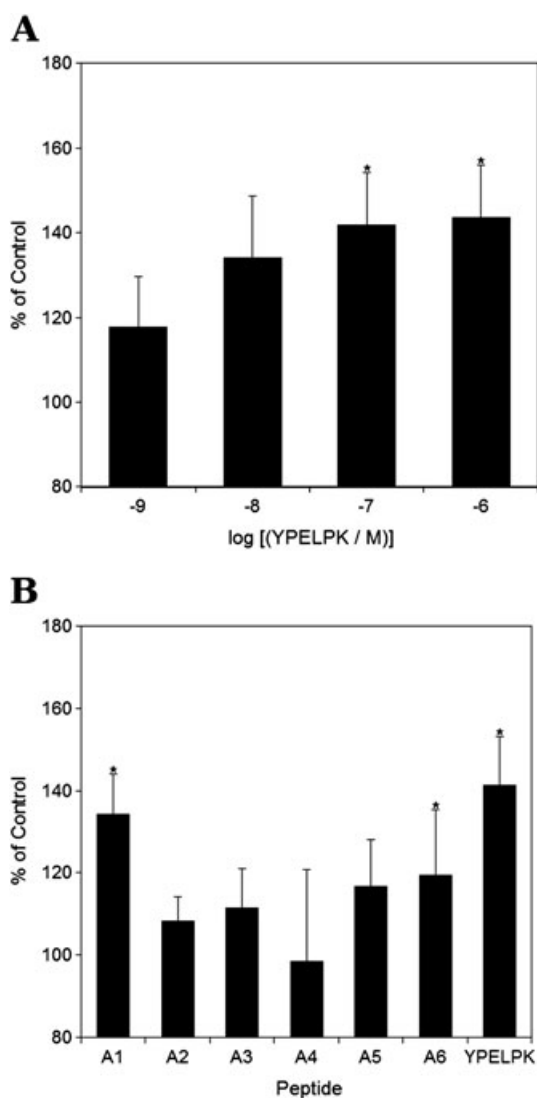 A
180
160
140
120
100
80
% of Control
* *
-9 -8 -7 -6
log [(YPELPK / M)]
B
180
160
140
120
100
80
% of Control
* * *
A1 A2 A3 A4 A5 A6 YPELPK
Peptide